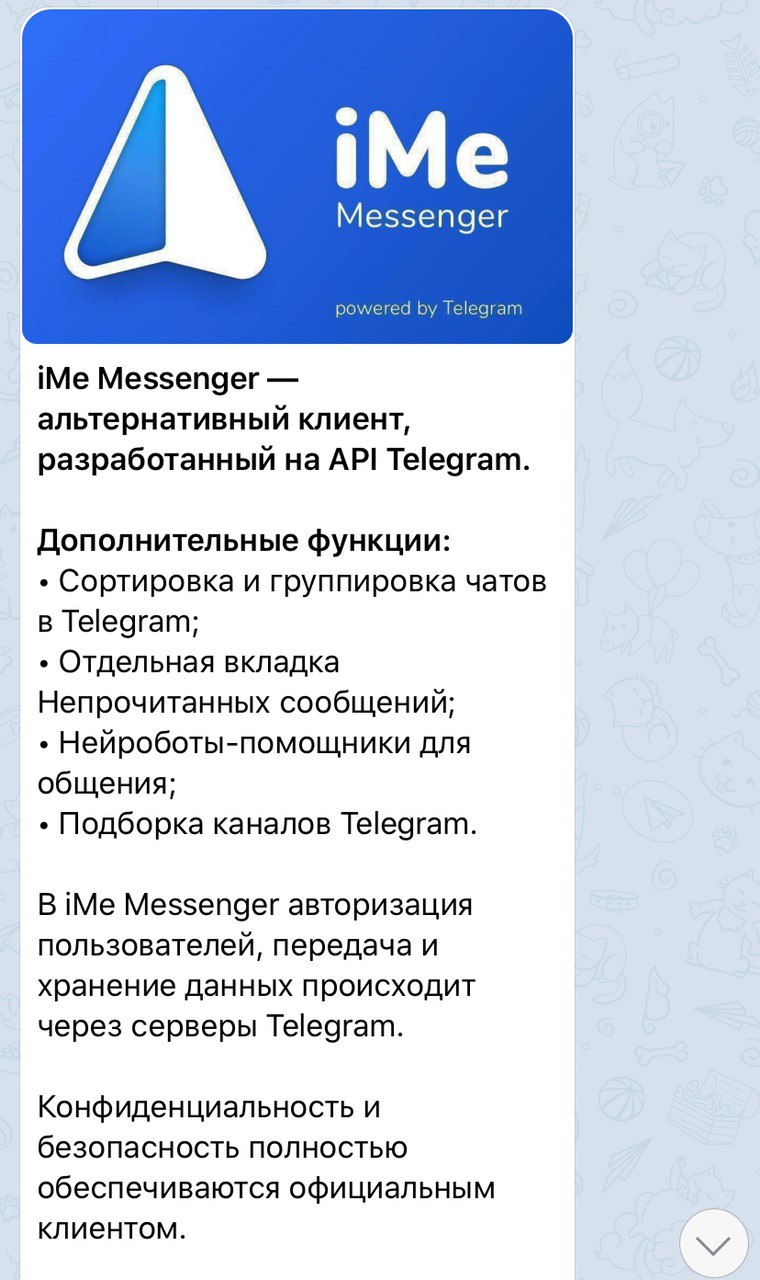 iMe
Messenger
powered by Telegram
iMe Messenger —
альтернативный клиент,
разработанный на API Telegram.
Дополнительные функции:
• Сортировка и группировка чатов
в Telegram;
• Отдельная вкладка
Непрочитанных сообщений;
• Нейроботы-помощники для
общения;
• Подборка каналов Telegram.
В iMe Messenger авторизация
пользователей, передача и
хранение данных происходит
через серверы Telegram.
Конфиденциальность и
безопасность полностью
обеспечиваются официальным
клиентом.